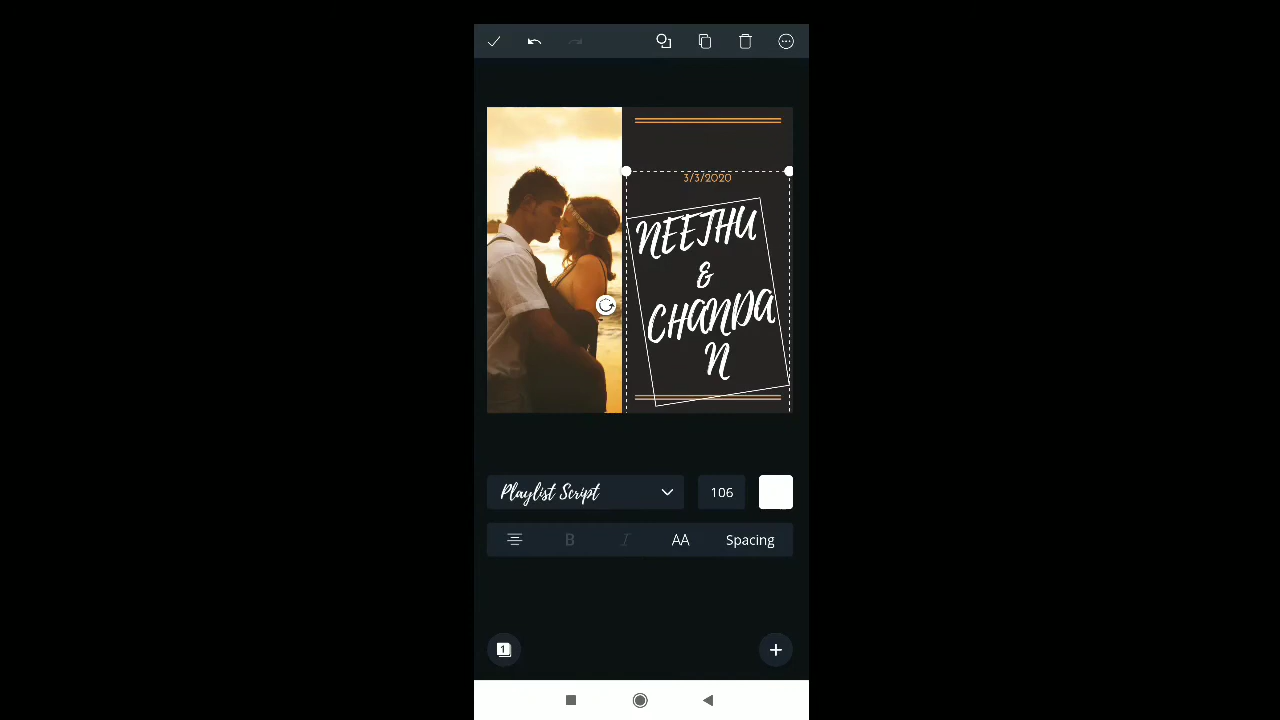 3/3/2020
NEETHU
&
CHANDA
N
Playlist Script
106
B I AA Spacing
1